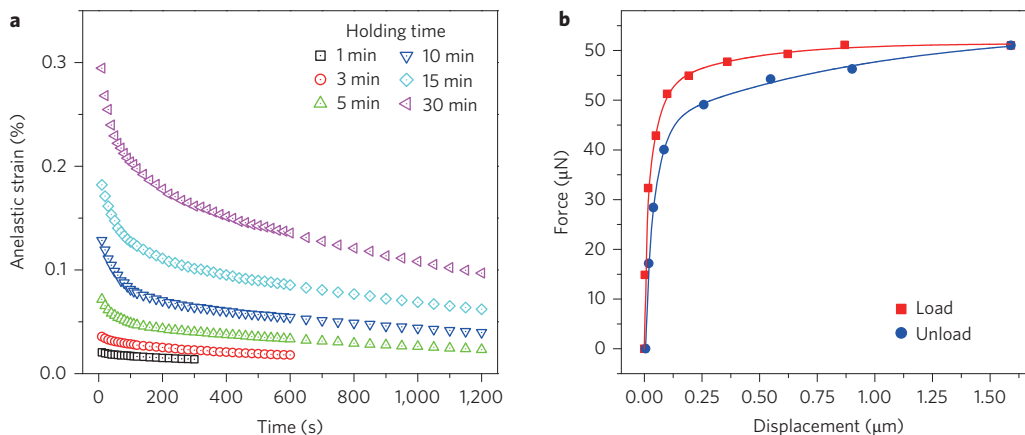 a
Anelastic strain (%)
0.3
0.2
0.1
0.0
Holding time
1 min
3 min
5 min
10 min
15 min
30 min
0 200 400 600 800 1,000 1,200
Time (s)
b
Force (μN)
50
50
40
30
20
10
0
Load
Unload
0.00 0.25 0.50 0.75 1.00 1.25 1.50
Displacement (μm)